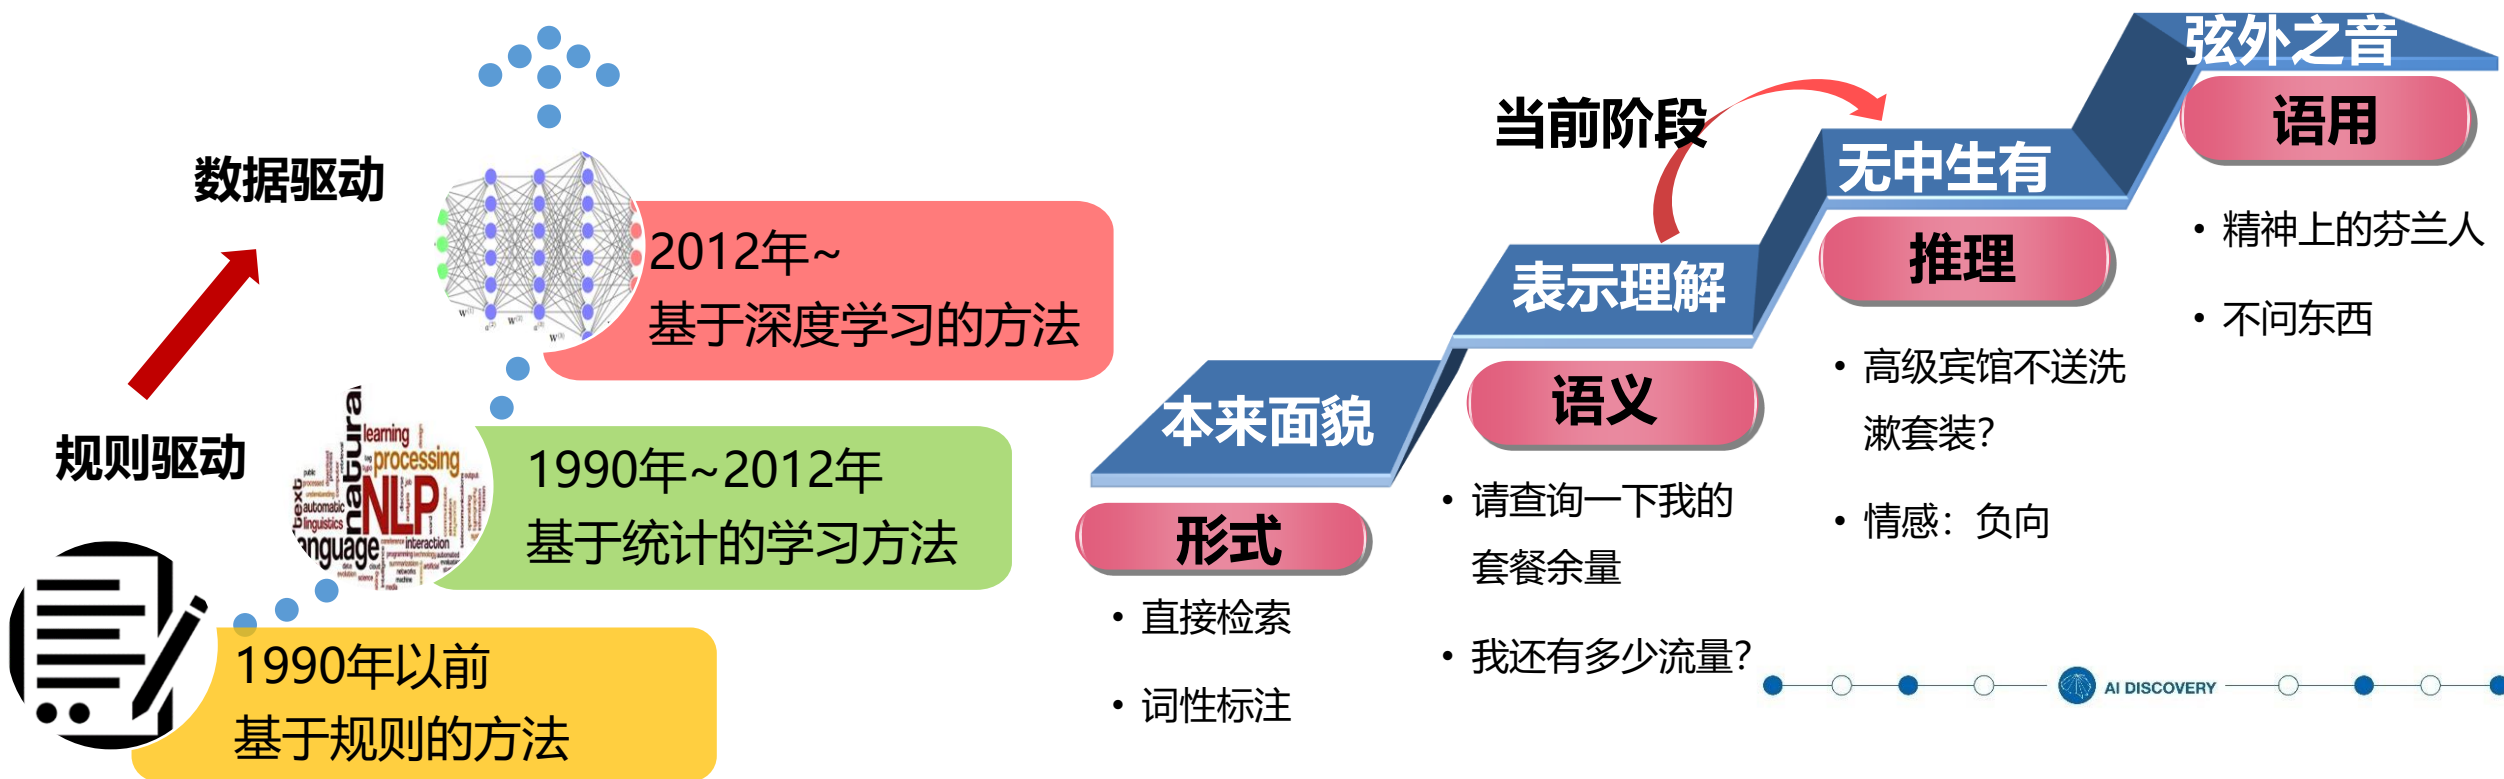 数据驱动
规则驱动
2012年~
基于深度学习的方法
1990年~2012年
基于统计的学习方法
1990年以前
基于规则的方法
learning
processing
natura
NLP
text
automatic
linguistics
anguage
interaction
当前阶段
本来面貌
形式
• 直接检索
• 词性标注
表示理解
语义
• 请查询一下我的
套餐余量
• 我还有多少流量?
无中生有
推理
• 高级宾馆不送洗
漱套装?
• 情感：负向
弦外之音
语用
• 精神上的芬兰人
• 不问东西
AI DISCOVERY